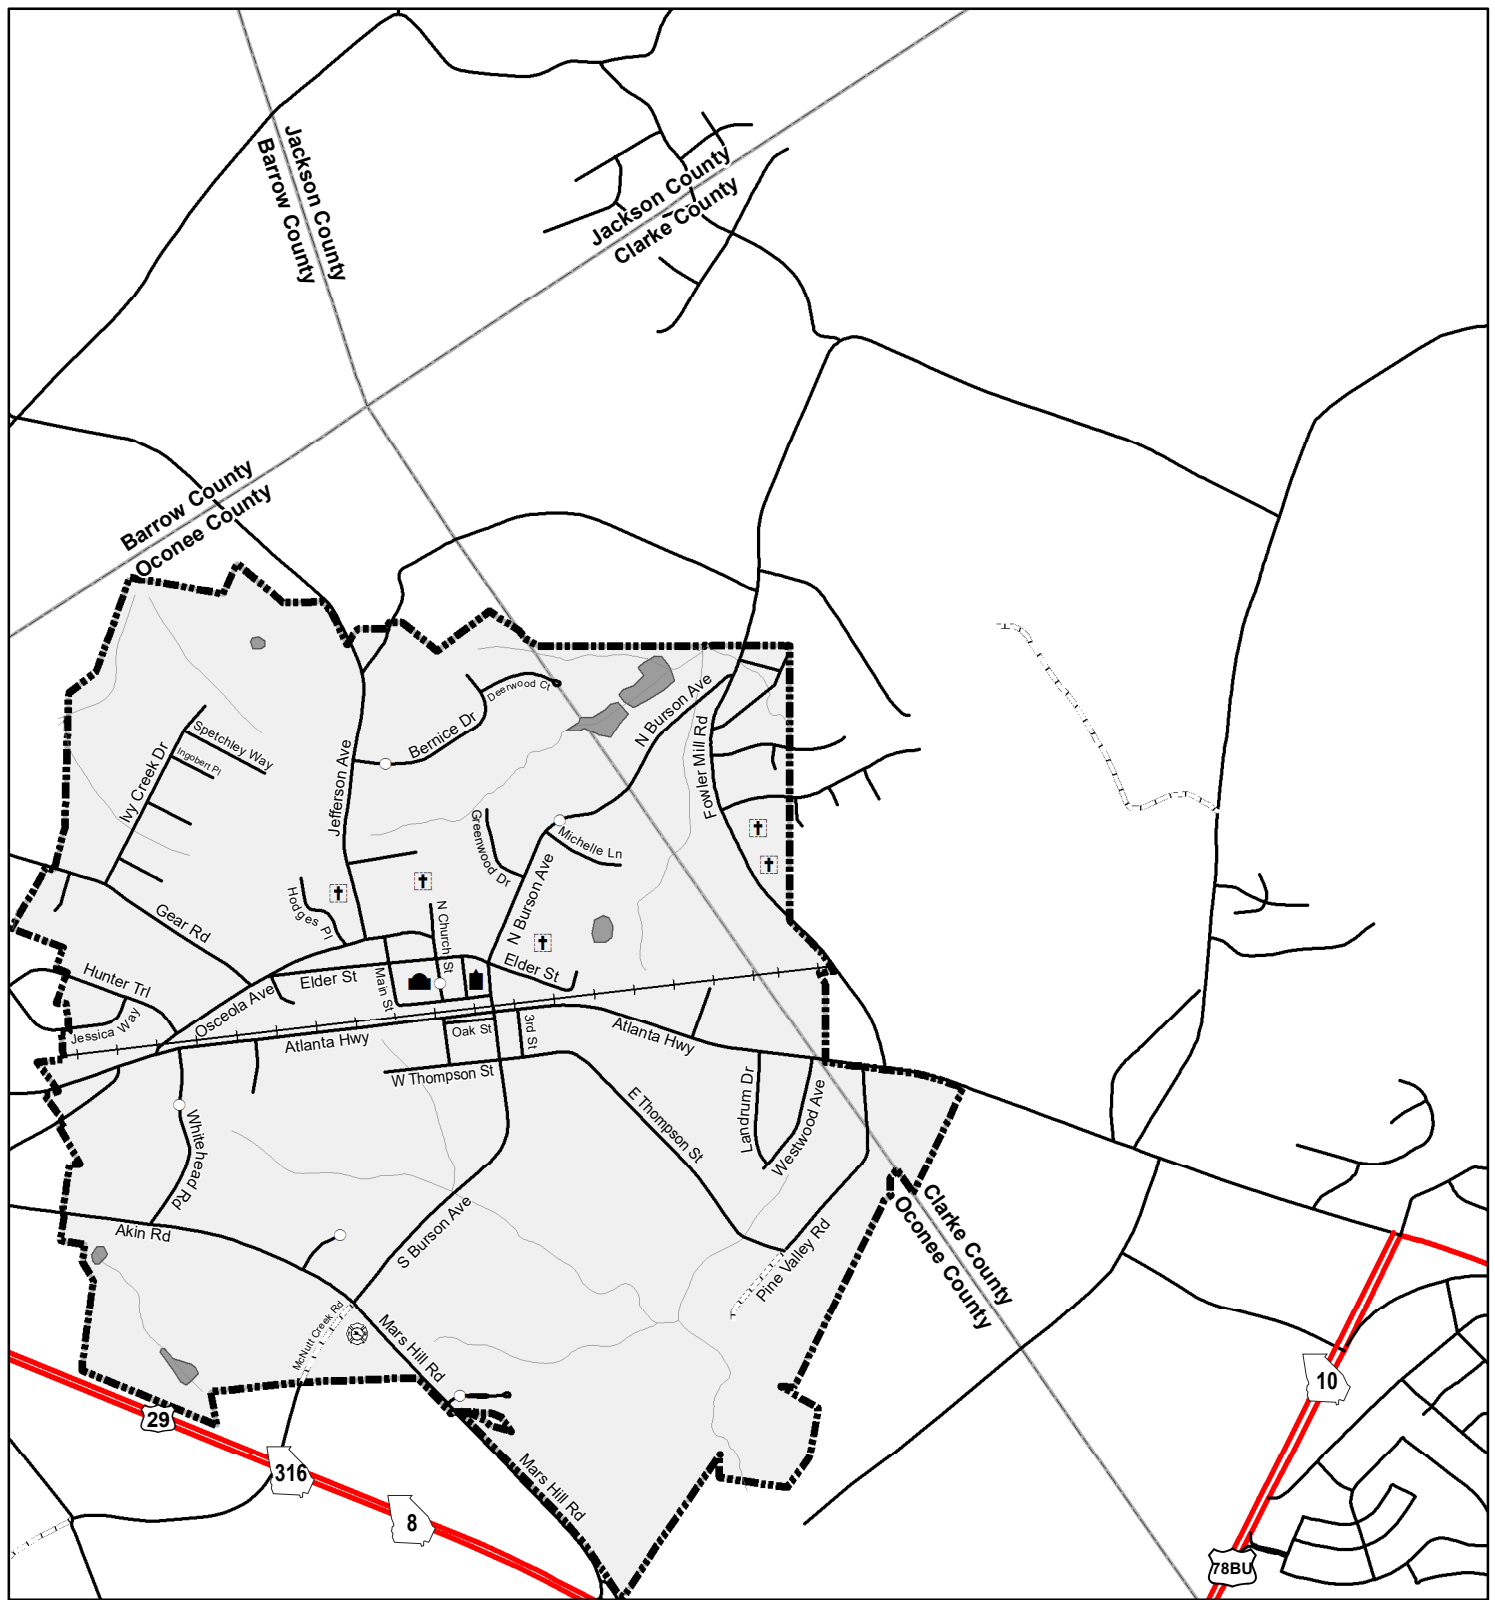 Jackson County
Barrow County
Jackson County
Clarke County
Barrow County
Oconee County
Deerwood Ct
N Burson Ave
Bernice Dr
Spetchley Way
Ingobert Pl
Ivy Creek Dr
Jefferson Ave
Fowler Mill Rd
Greenwood Dr
Michelle Ln
N Burson Ave
Hodges Pl
Gear Rd
N Church St
Hunter Trl
Elder St
Main St
Elder St
Osceola Ave
Jessica Way
Atlanta Hwy
Oak St
3rd St
Atlanta Hwy
W Thompson St
E Thompson St
Landrum Dr
Westwood Ave
Whitehead Rd
Akin Rd
S Burson Ave
Pine Valley Rd
Clarke County
Oconee County
McNutt Creek Rd
Mars Hill Rd
10
29
316
Mars Hill Rd
8
78BU